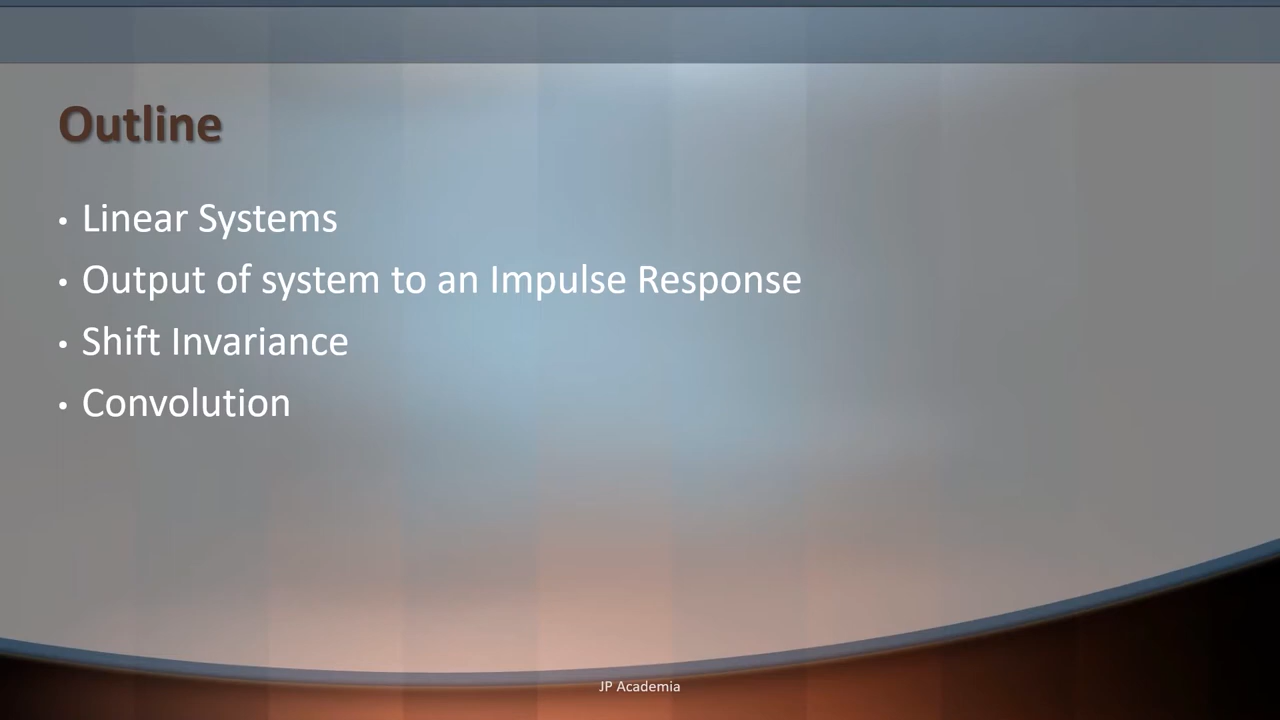 Outline
• Linear Systems
• Output of system to an Impulse Response
• Shift Invariance
• Convolution
JP Academia